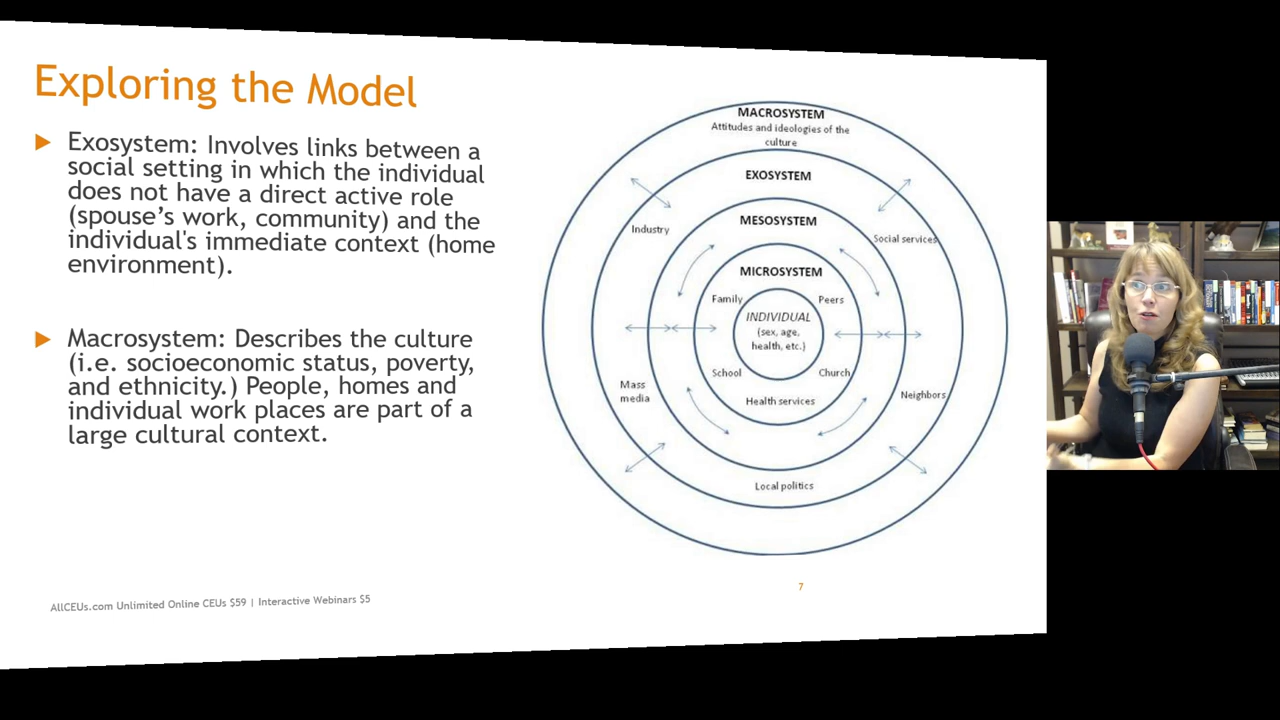 Exploring the Model
Exosystem: Involves links between a
social setting in which the individual
does not have a direct active role
(spouse's work, community) and the
individual's immediate context (home
environment).
Macrosystem: Describes the culture
(i.e. socioeconomic status, poverty,
and ethnicity.) People, homes and
individual work places are part of a
large cultural context.
MACROSYSTEM
Attitudes and ideologies of the
culture
EXOSYSTEM
MESOSYSTEM
Industry
Social services
MICROSYSTEM
Family
Peers
INDIVIDUAL
(sex, age,
health, etc.)
School
Church
Mass
media
Health services
Neighbors
Local politics
7
AllCEUs.com Unlimited Online CEUs $59 | Interactive Webinars $5